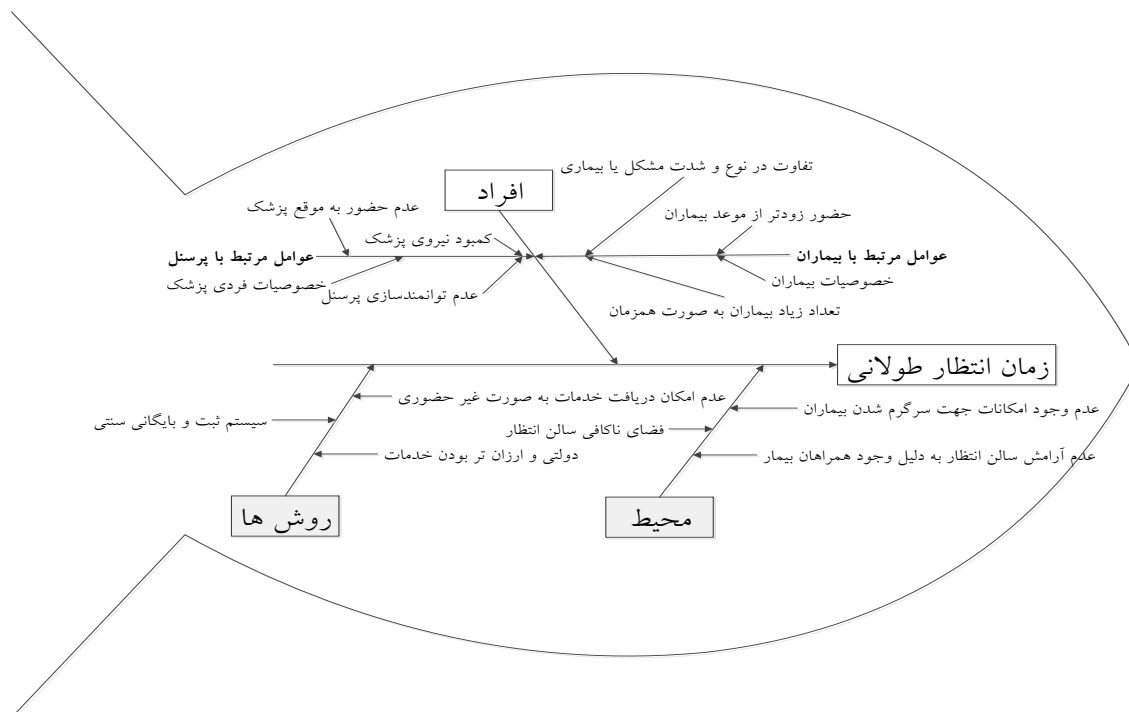 تفاوت در نوع و شدت مشکل یا بیماری
افراد
حضور زودتر از موعد بیماران
عدم حضور به موقع پزشک
کمبود نیروی پزشک
عوامل مرتبط با بیماران
عوامل مرتبط با پرسنل
خصوصیات بیماران
خصوصیات فردی پزشک
عدم توانمندسازی پرسنل
تعداد زیاد بیماران به صورت همزمان
زمان انتظار طولانی
عدم امکان دریافت خدمات به صورت غیر حضوری
عدم وجود امکانات جهت سرگرم شدن بیماران
سیستم ثبت و بایگانی سنتی
فضای ناکافی سالن انتظار
دولتی و ارزان تر بودن خدمات
عدم آرامش سالن انتظار به دلیل وجود همراهان بیمار
محیط
روش ها